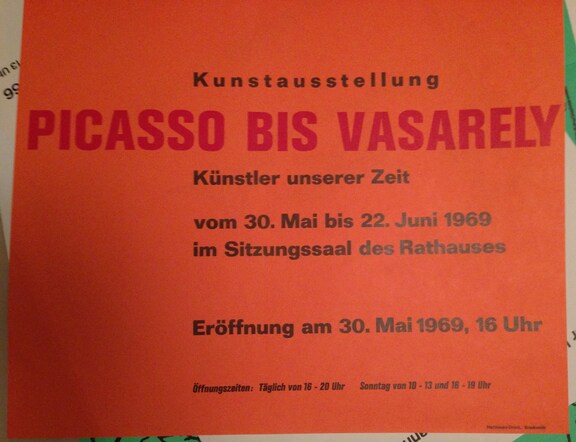 Kunstausstellung
PICASSO BIS VASARELY
Künstler unserer Zeit
vom 30. Mai bis 22. Juni 1969
im Sitzungssaal des Rathauses
Eröffnung am 30. Mai 1969, 16 Uhr
Öffnungszeiten: Täglich von 16 - 20 Uhr Sonntag von 10 - 13 und 16 - 19 Uhr